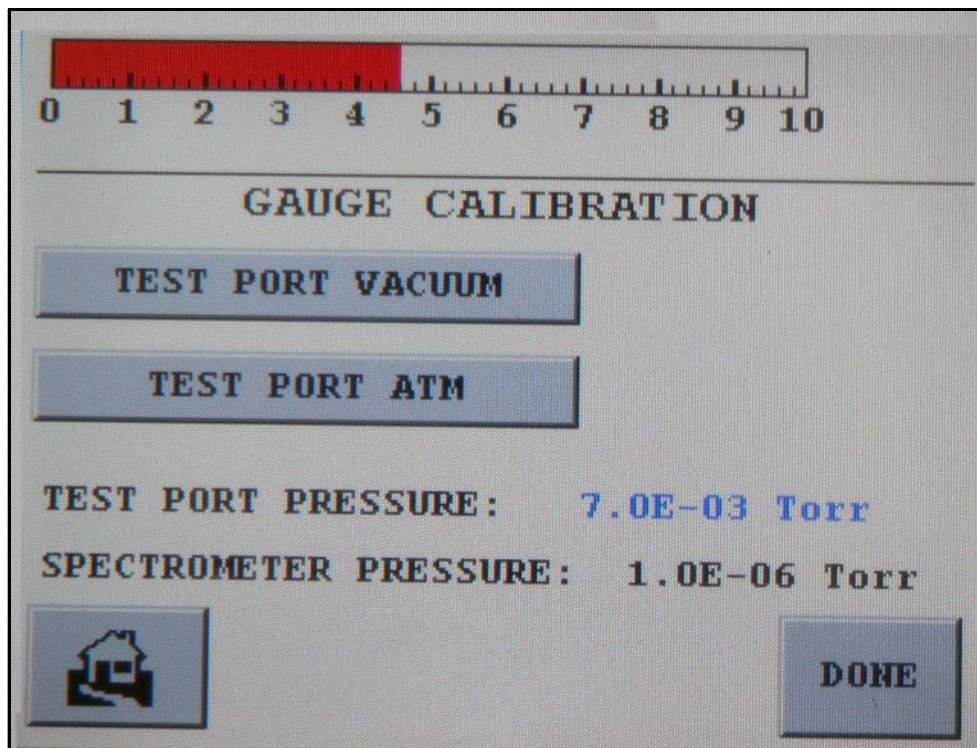 0 1 2 3 4 5 6 7 8 9 10
GAUGE CALIBRATION
TEST PORT VACUUM
TEST PORT ATM
TEST PORT PRESSURE: 7.0E-03 Torr
SPECTROMETER PRESSURE: 1.0E-06 Torr
DONE